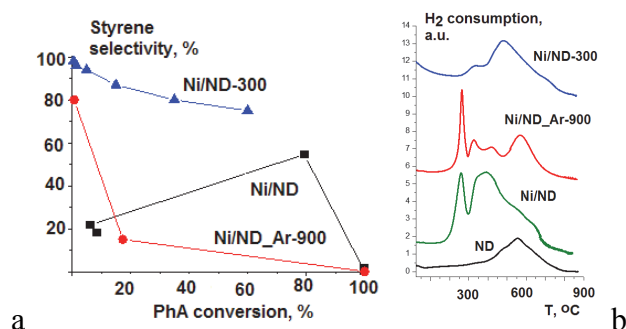 Styrene
selectivity, %
100
80
60
40
20
Ni/ND-300
Ni/ND
Ni/ND_Ar-900
20 40 60 80 100
PhA conversion, %
a
H2 consumption,
a.u.
14
13
12
11
10
9
8
7
6
5
4
3
2
1
0
Ni/ND-300
Ni/ND_Ar-900
Ni/ND
ND
300 600 900
T, ºC
b